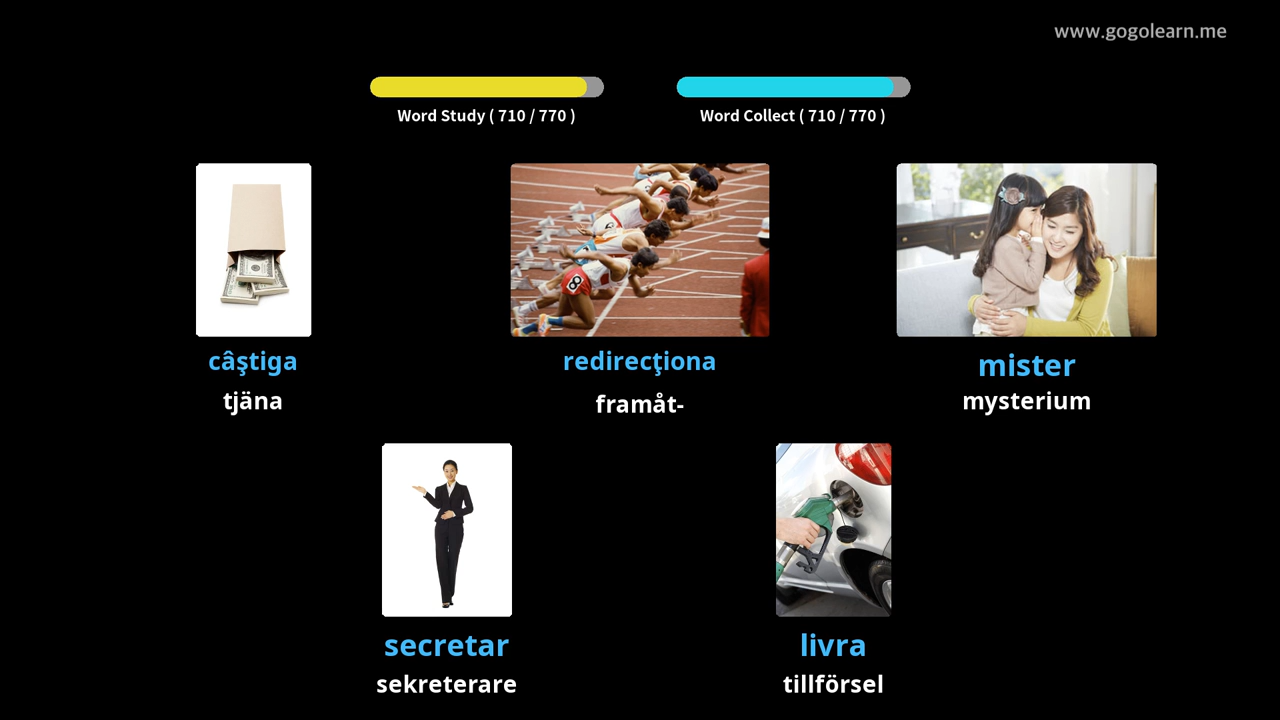 www.gogolearn.me
Word Study ( 710 / 770 )
Word Collect ( 710 / 770 )
câştiga
tjäna
redirecţiona
framåt-
mister
mysterium
secretar
sekreterare
livra
tillförsel